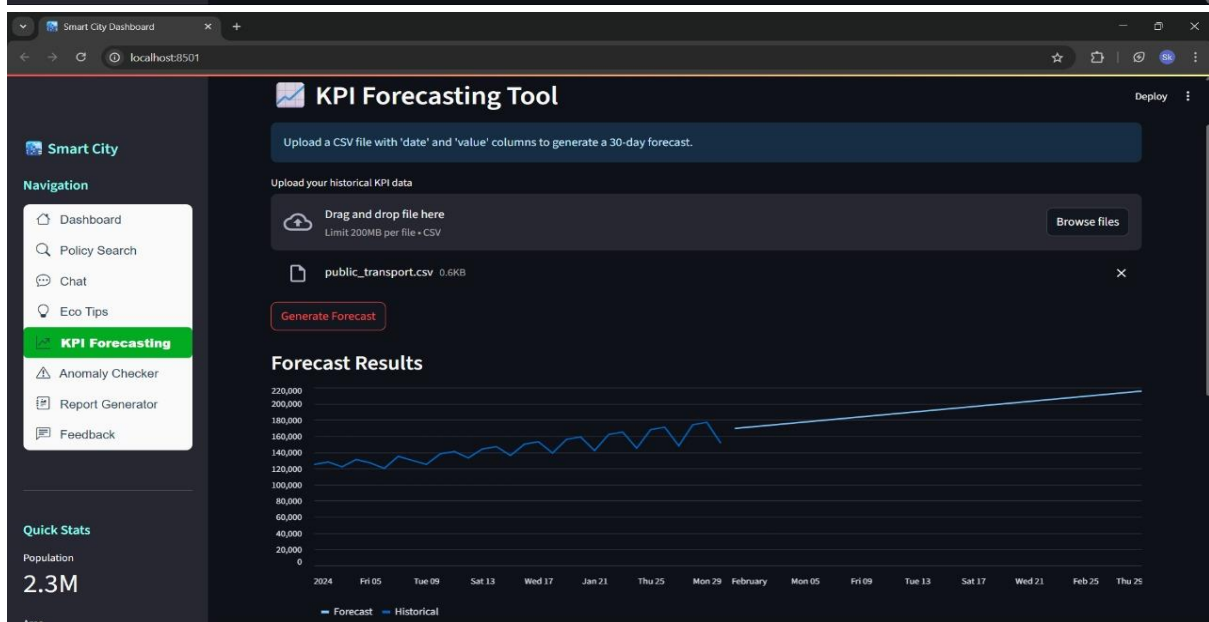 Smart City Dashboard
localhost:8501
Sk
Deploy
Smart City
Navigation
Dashboard
Policy Search
Chat
Eco Tips
KPI Forecasting
Anomaly Checker
Report Generator
Feedback
Quick Stats
Population
2.3M
KPI Forecasting Tool
Upload a CSV file with 'date' and 'value' columns to generate a 30-day forecast.
Upload your historical KPI data
Drag and drop file here
Limit 200MB per file • CSV
Browse files
public_transport.csv 0.6KB
Generate Forecast
Forecast Results
220,000
200,000
180,000
160,000
140,000
120,000
100,000
80,000
60,000
40,000
20,000
0
2024 Fri 05 Tue 09 Sat 13 Wed 17 Jan 21 Thu 25 Mon 29 February Mon 05 Fri 09 Tue 13 Sat 17 Wed 21 Feb 25 Thu 29
Forecast Historical